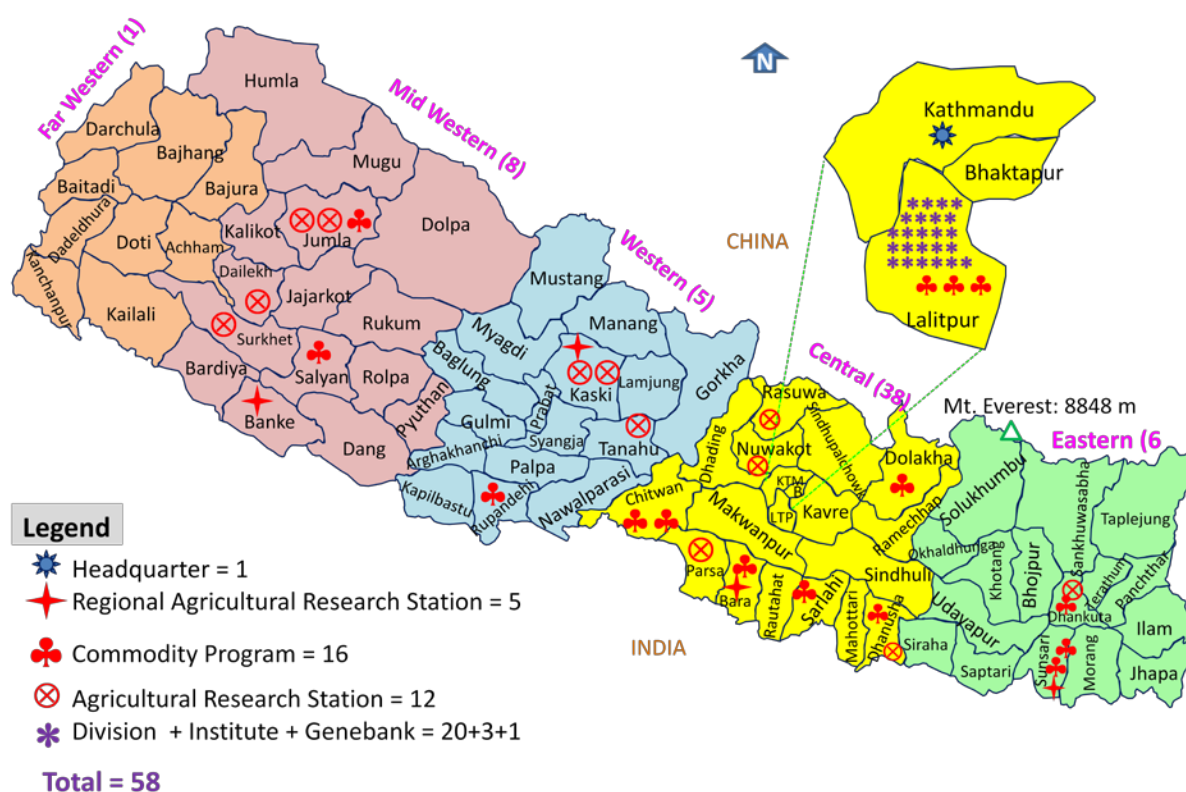 Far Western (1)
Humla
Mid Western (8)
N
Kathmandu
Bhaktapur
Darchula
Bajhang
Mugu
Baitadi
Bajura
Dadeldhura
Doti
Achham
Kalikot
Jumla
Dolpa
Western (5)
CHINA
Kanchanpur
Kailali
Dailekh
Jajarkot
Mustang
Lalitpur
Surkhet
Rukum
Manang
Myagdi
Bardiya
Salyan
Rolpa
Baglung
Kaski
Lamjung
Gorkha
Central (38)
Banke
Pyuthan
Gulmi
Prabat
Rasuwa
Mt. Everest: 8848 m
Dang
Arghakhanchi
Syangja
Tanahu
Dhading
Nuwakot
Sindhupalchowk
Dolakha
Eastern (6
Kapilbastu
Palpa
Rupandehi
Nawalparasi
Chitwan
KTM
B
LTP
Kavre
Makwanpur
Ramechhap
Solukhumbu
Sankhuwasabha
Taplejung
Okhaldhunga
Khotang
Bhojpur
Terathum
Panchthar
Parsa
Bara
Rautahat
Sarlahi
Sindhuli
Mahottari
Dhanusha
Udayapur
Dhankuta
Ilam
INDIA
Siraha
Saptari
Sunsari
Morang
Jhapa
Legend
Headquarter = 1
Regional Agricultural Research Station = 5
Commodity Program = 16
Agricultural Research Station = 12
Division + Institute + Genebank = 20+3+1
Total = 58